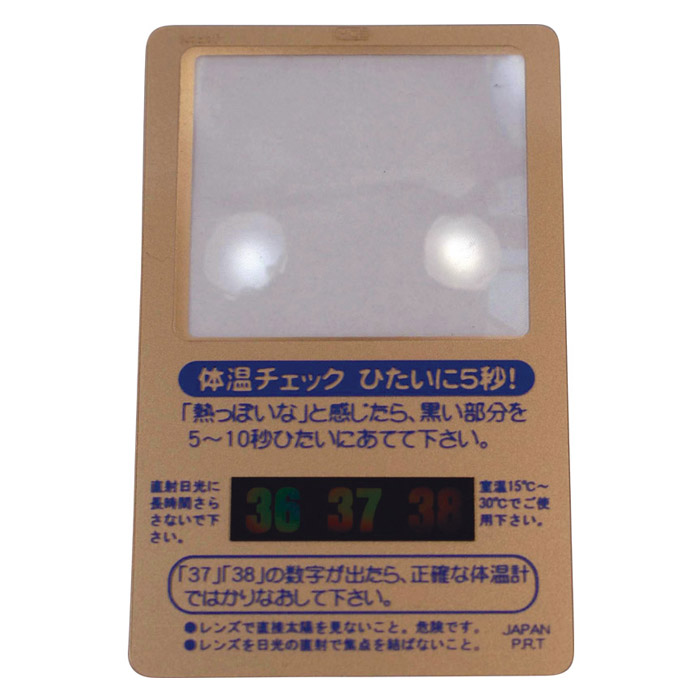 体温チェック ひたいに5秒!
「熱っぽいな」と感じたら、黒い部分を
5〜10秒ひたいにあてて下さい。
直射日光に
長時間さら
さないで下
さい。
36 37 38
室温15℃〜
30℃でご使
用下さい。
「37」「38」の数字が出たら、正確な体温計
ではかりなおして下さい。
●レンズで直接太陽を見ないこと。危険です。
●レンズを日光の直射で焦点を結ばないこと。
JAPAN
P.R.T